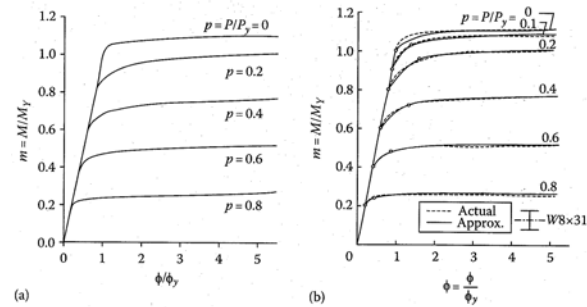 (a)
m = M/M_Y
1.2
1.0
0.8
0.6
0.4
0.2
0.0
p = P/P_y = 0
p = 0.2
p = 0.4
p = 0.6
p = 0.8
0 1 2 3 4 5
ϕ/ϕ_y
(b)
m = M/M_Y
1.2
1.0
0.8
0.6
0.4
0.2
0.0
p = P/P_y = 0
0.1
0.2
0.4
0.6
0.8
Actual
Approx.
W8×31
0 1 2 3 4 5
ϕ = ϕ/ϕ_y